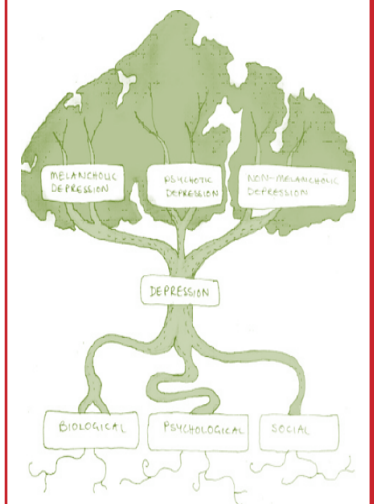 MELANCHOLIC
DEPRESSION
PSYCHOTIC
DEPRESSION
NON-MELANCHOLIC
DEPRESSION
DEPRESSION
BIOLOGICAL
PSYCHOLOGICAL
SOCIAL